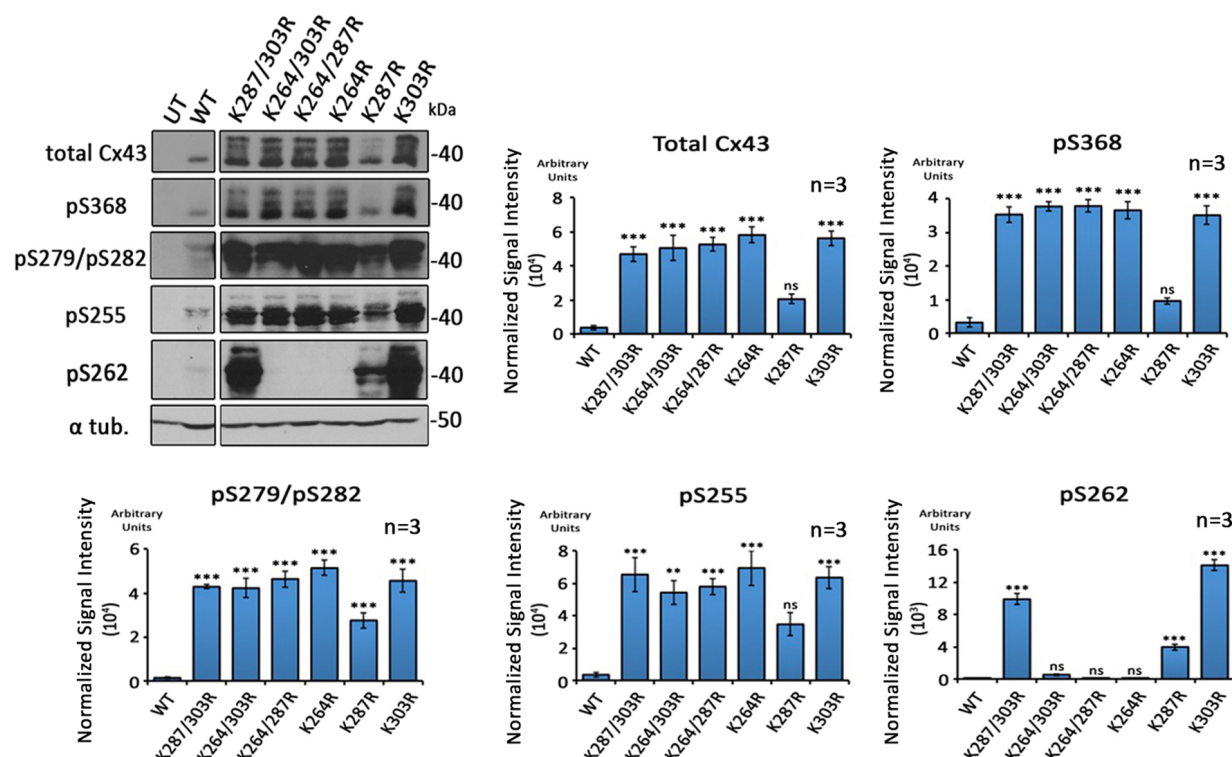 UT
WT
K287/303R
K264/303R
K264/287R
K264R
K287R
K303R
kDa
total Cx43
-40
pS368
-40
pS279/pS282
-40
pS255
-40
pS262
-40
α tub.
-50
Total Cx43
Arbitrary
Units
n=3
Normalized Signal Intensity
(10⁴)
8
6
4
2
0
***
***
***
***
ns
***
WT
K287/303R
K264/303R
K264/287R
K264R
K287R
K303R
pS368
Arbitrary
Units
n=3
Normalized Signal Intensity
(10⁴)
4
3
2
1
0
***
***
***
***
ns
***
WT
K287/303R
K264/303R
K264/287R
K264R
K287R
K303R
pS279/pS282
Arbitrary
Units
n=3
Normalized Signal Intensity
(10⁴)
6
4
2
0
***
***
***
***
***
***
WT
K287/303R
K264/303R
K264/287R
K264R
K287R
K303R
pS255
Arbitrary
Units
n=3
Normalized Signal Intensity
(10⁴)
8
6
4
2
0
***
**
***
***
ns
***
WT
K287/303R
K264/303R
K264/287R
K264R
K287R
K303R
pS262
Arbitrary
Units
n=3
Normalized Signal Intensity
(10³)
16
12
8
4
0
***
ns
ns
ns
***
***
WT
K287/303R
K264/303R
K264/287R
K264R
K287R
K303R